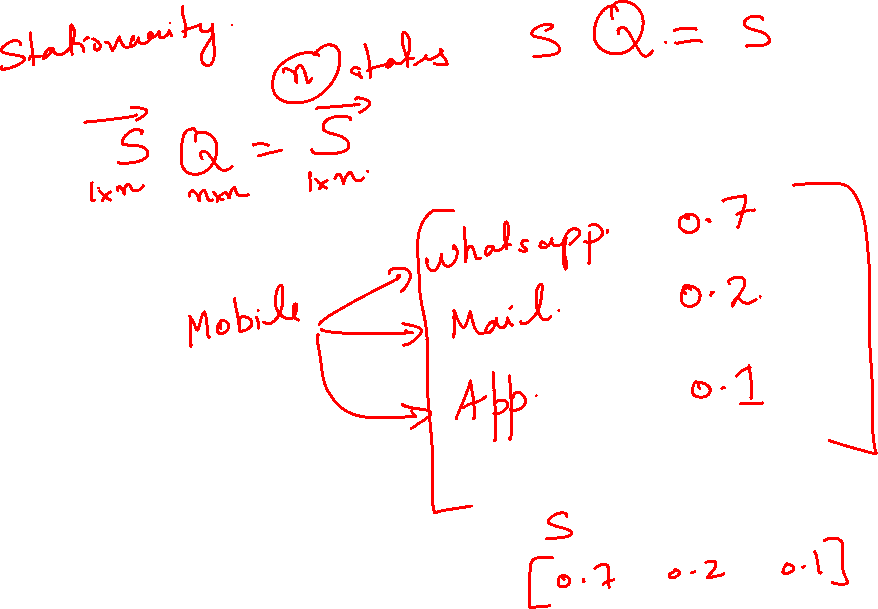 Stationarity.
n states
S Q = S
S Q = S
1xn nxn 1xn.
Whatsapp. 0.7
Mobile
Mail. 0.2.
App. 0.1
S
[0.7 0.2 0.1]